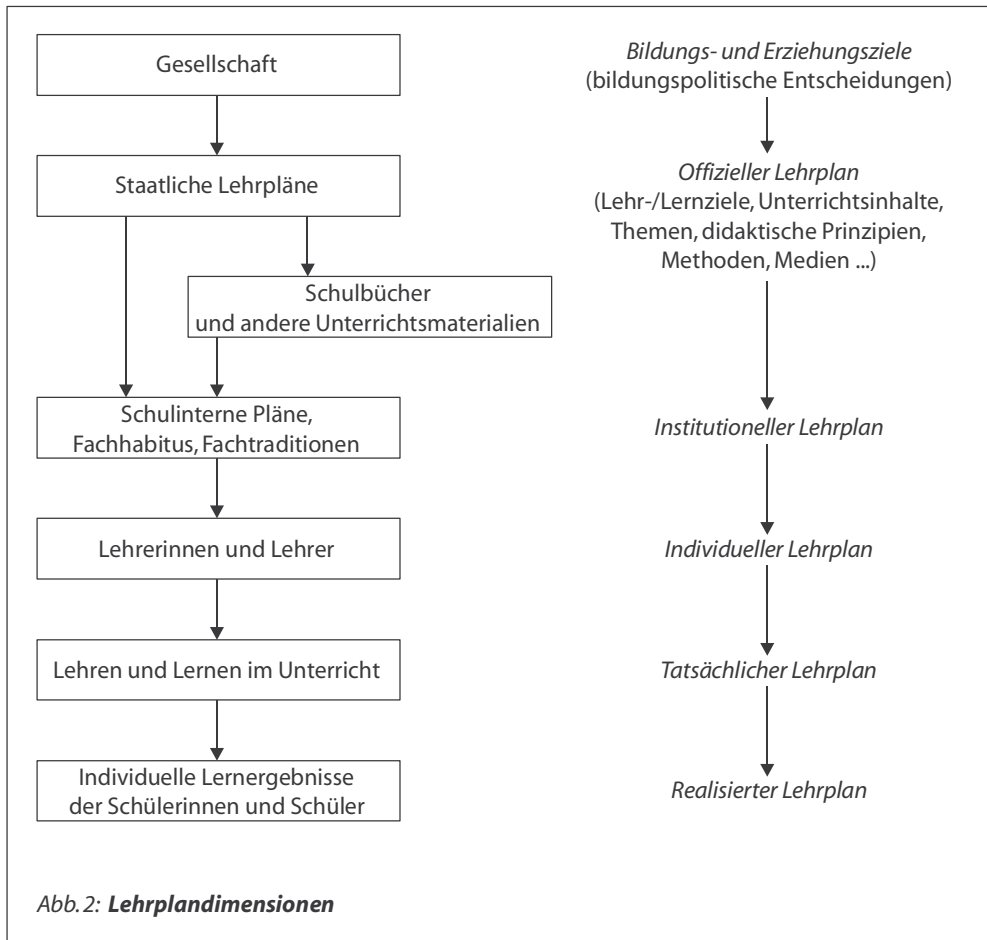 Gesellschaft
Bildungs- und Erziehungsziele
(bildungspolitische Entscheidungen)
Staatliche Lehrpläne
Offizieller Lehrplan
(Lehr-/Lernziele, Unterrichtsinhalte,
Themen, didaktische Prinzipien,
Methoden, Medien ...)
Schulbücher
und andere Unterrichtsmaterialien
Schulinterne Pläne,
Fachhabitus, Fachtraditionen
Institutioneller Lehrplan
Lehrerinnen und Lehrer
Individueller Lehrplan
Lehren und Lernen im Unterricht
Tatsächlicher Lehrplan
Individuelle Lernergebnisse
der Schülerinnen und Schüler
Realisierter Lehrplan
Abb. 2: Lehrplandimensionen